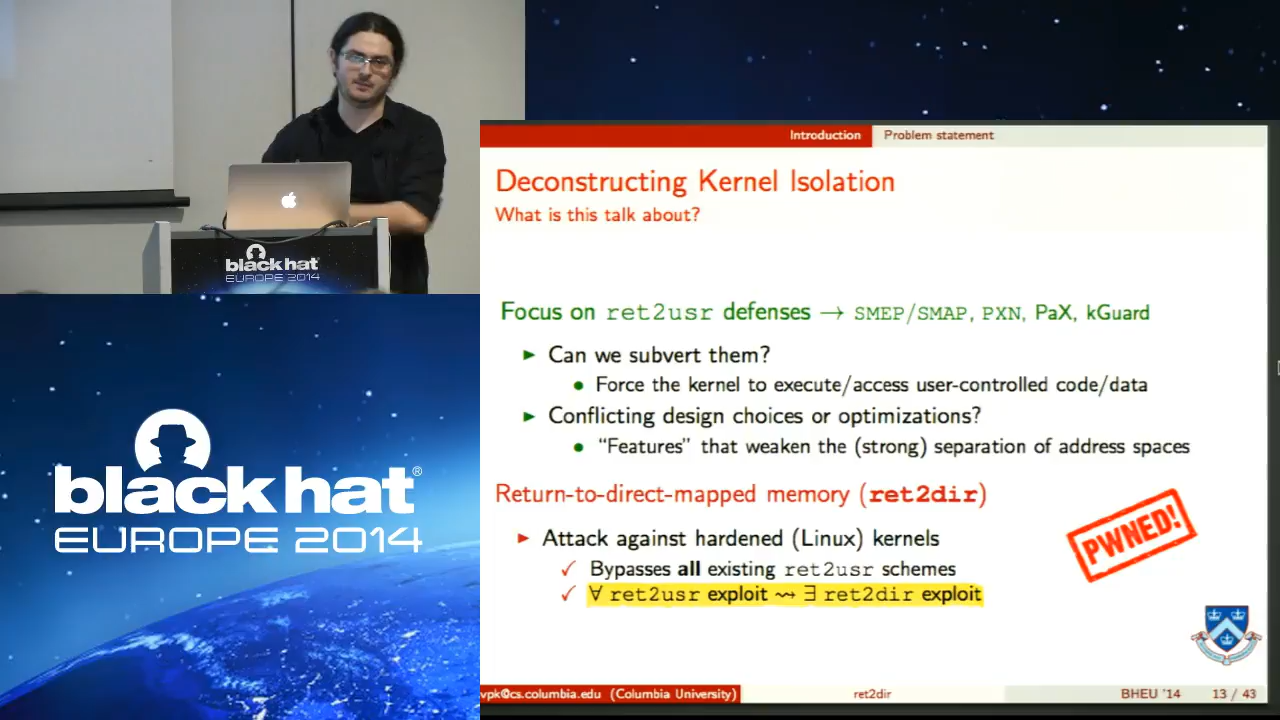 black hat
EUROPE 2014
black hat®
EUROPE 2014
Introduction
Problem statement
Deconstructing Kernel Isolation
What is this talk about?
Focus on ret2usr defenses → SMEP/SMAP, PXN, PaX, kGuard
▶ Can we subvert them?
● Force the kernel to execute/access user-controlled code/data
▶ Conflicting design choices or optimizations?
● “Features” that weaken the (strong) separation of address spaces
Return-to-direct-mapped memory (ret2dir)
▶ Attack against hardened (Linux) kernels
✓ Bypasses all existing ret2usr schemes
✓ ∀ ret2usr exploit ⇝ ∃ ret2dir exploit
PWNED!
vpk@cs.columbia.edu (Columbia University)
ret2dir
BHEU '14
13 / 43